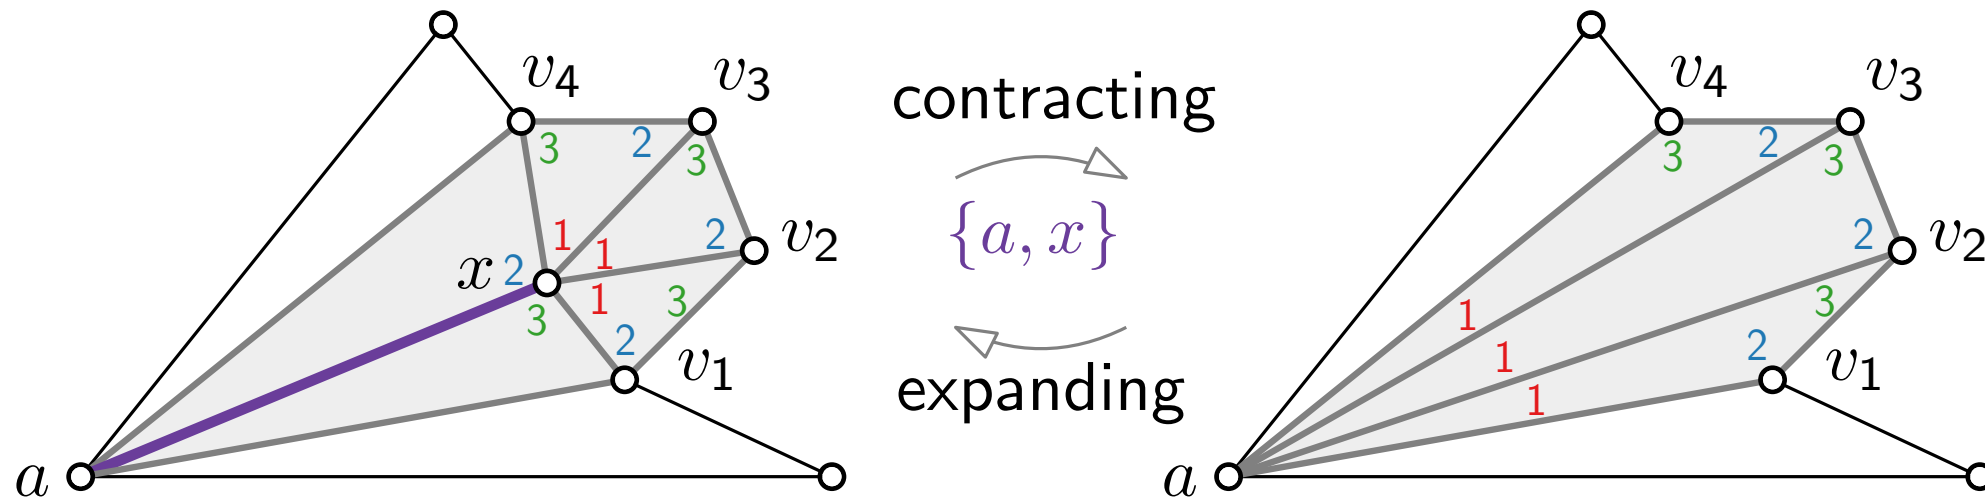 v4 v3
3 2 3
1 1 2 v2
x 2 1 3
3 2 v1
a
contracting
{a, x}
expanding
v4 v3
3 2 3
2 v2
1 3
1 2 v1
1
a